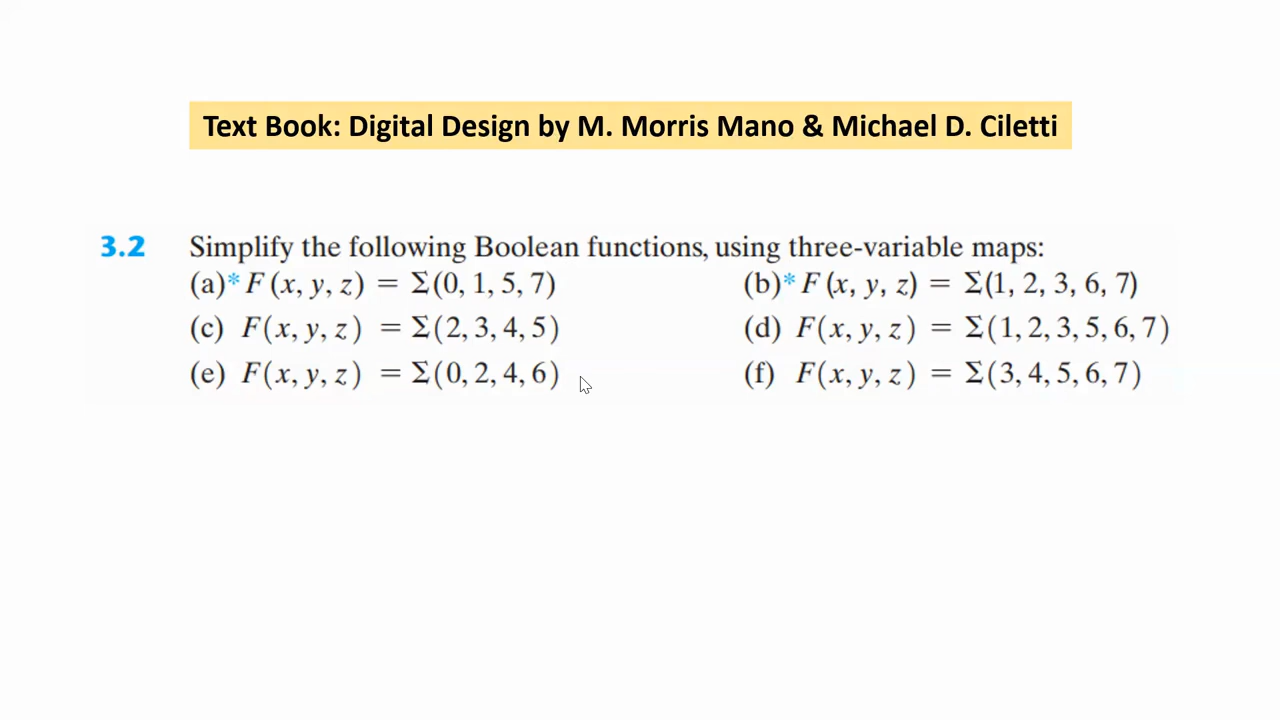 Text Book: Digital Design by M. Morris Mano & Michael D. Ciletti
3.2 Simplify the following Boolean functions, using three-variable maps:
(a)* F (x, y, z) = Σ(0, 1, 5, 7) (b)* F (x, y, z) = Σ(1, 2, 3, 6, 7)
(c) F(x, y, z) = Σ(2, 3, 4, 5) (d) F(x, y, z) = Σ(1, 2, 3, 5, 6, 7)
(e) F(x, y, z) = Σ(0, 2, 4, 6) (f) F(x, y, z) = Σ(3, 4, 5, 6, 7)